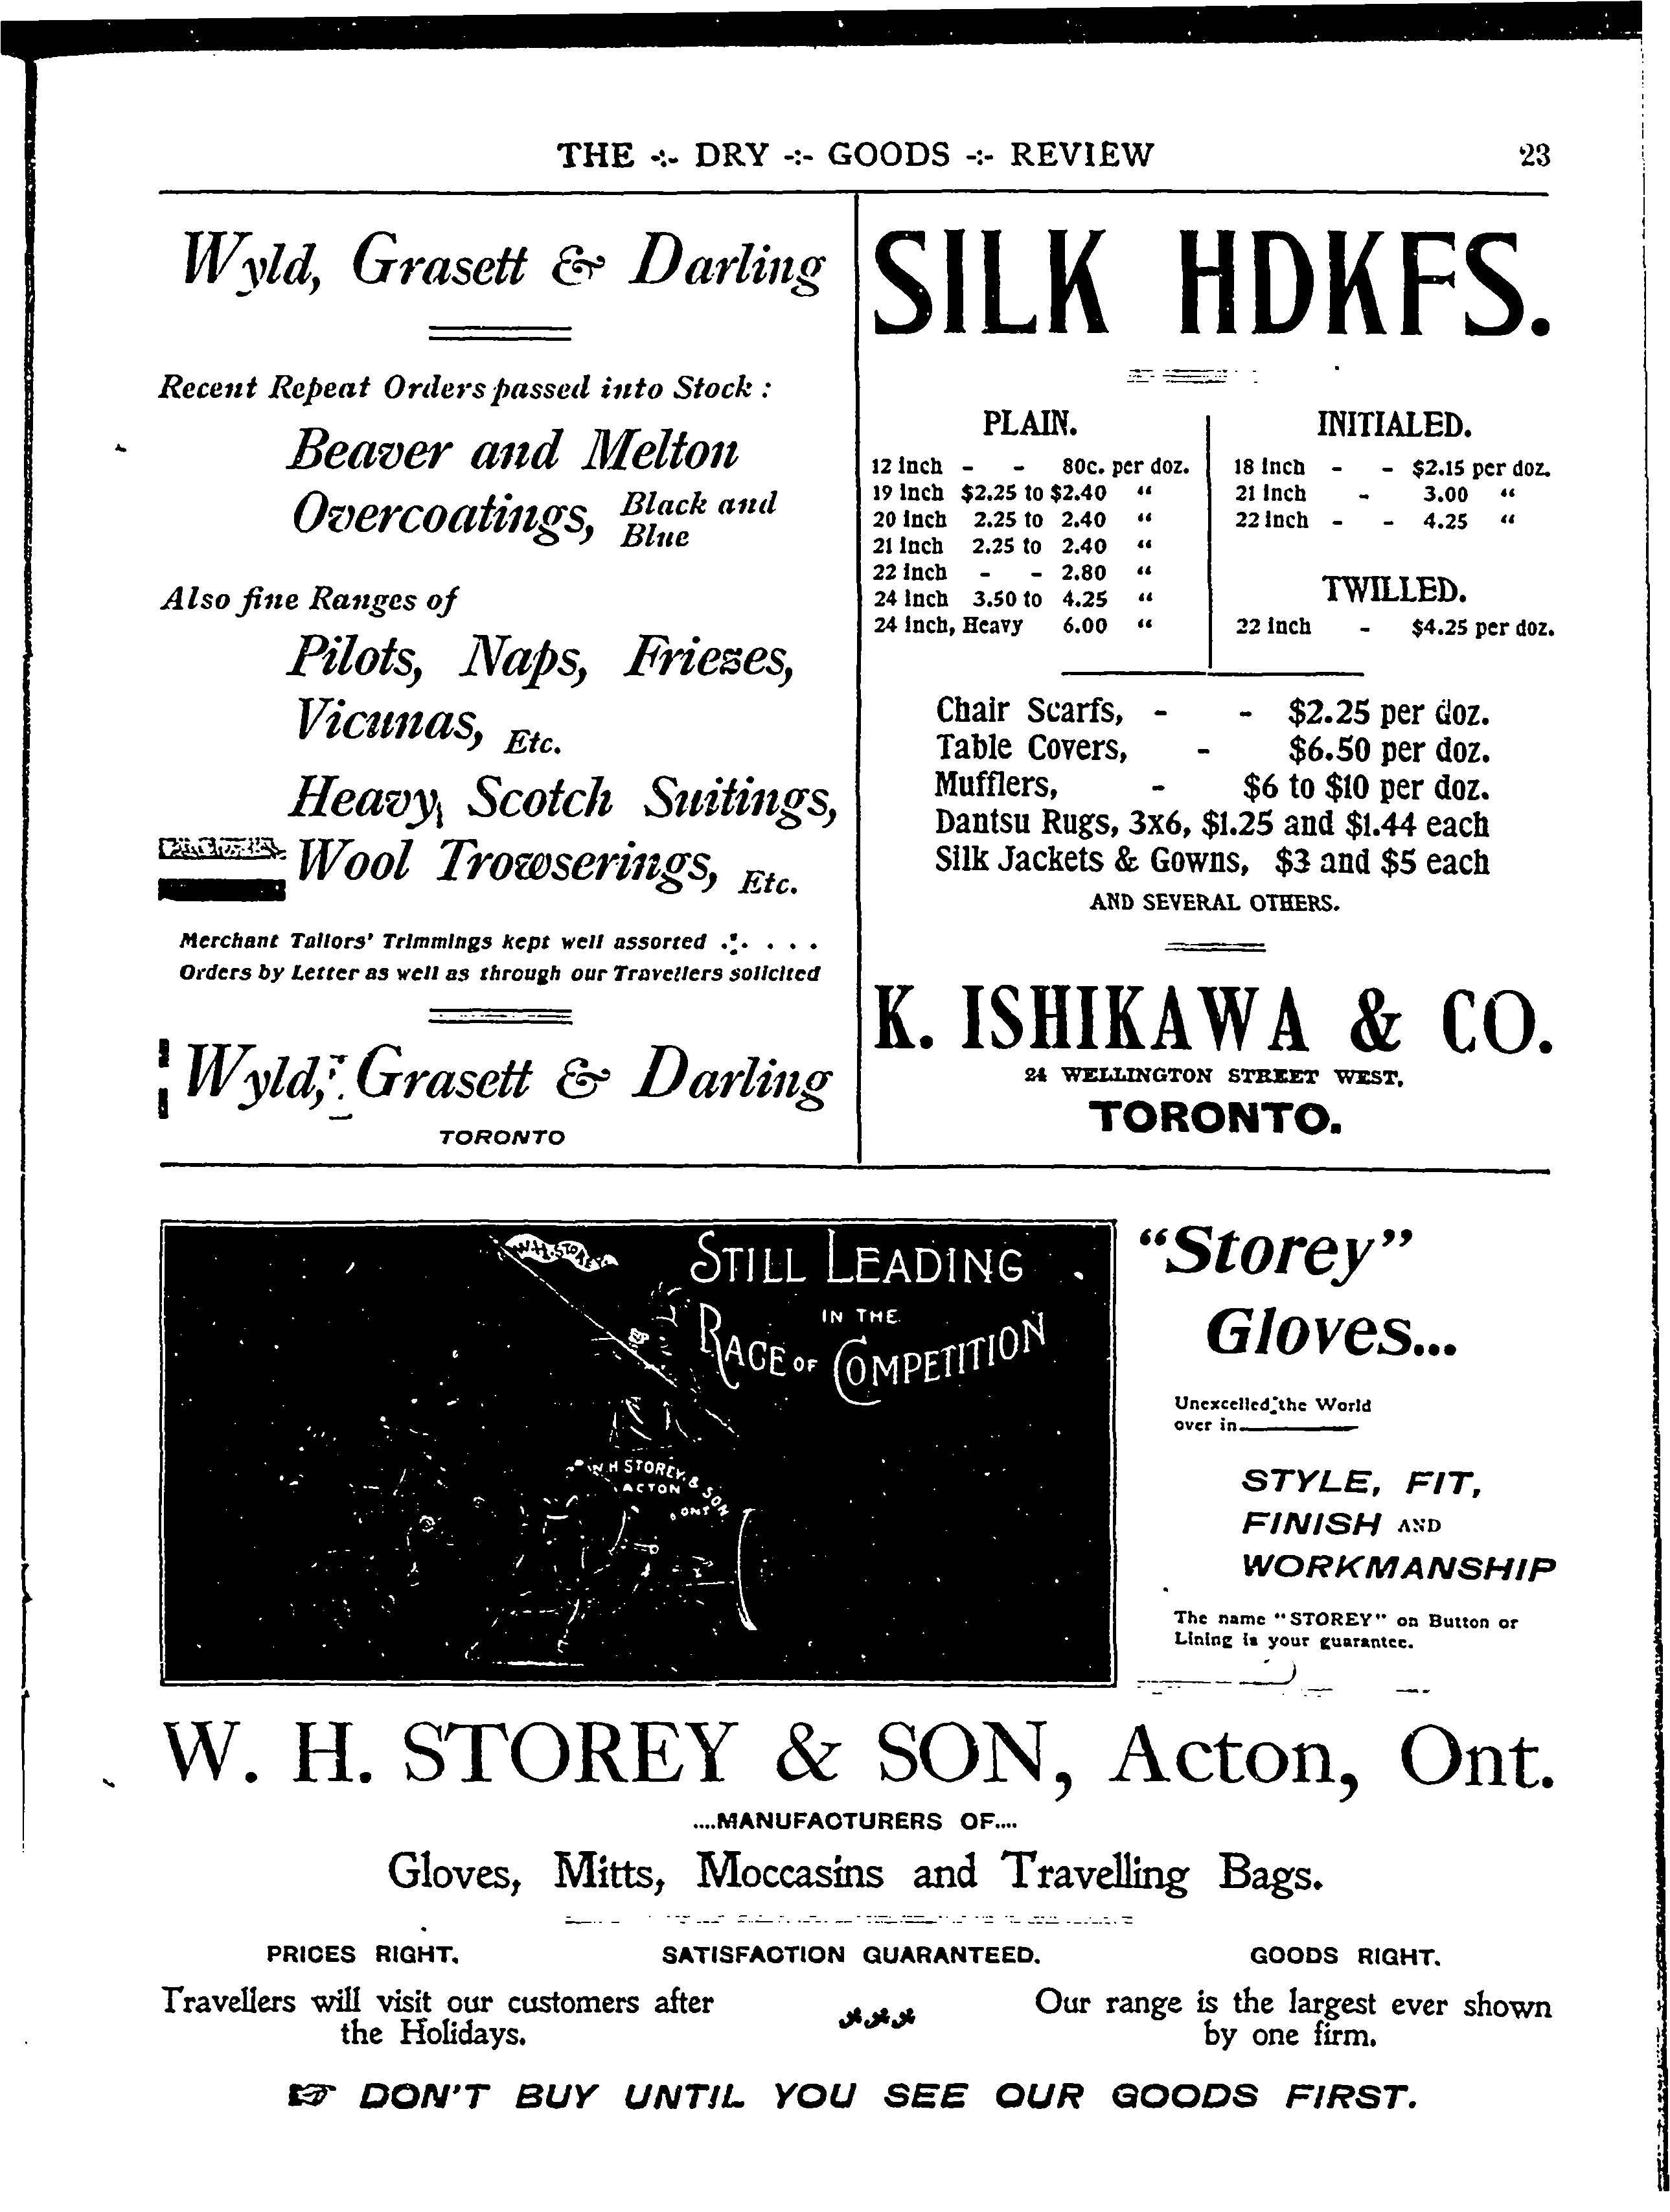 THE -:- DRY -:- GOODS -:- REVIEW 23
Wyld, Grasett & Darling
Recent Repeat Orders passed into Stock :
Beaver and Melton
Overcoatings, Black and
Blue
Also fine Ranges of
Pilots, Naps, Friezes,
Vicunas, Etc.
Heavy Scotch Suitings,
Wool Trowserings, Etc.
Merchant Tailors' Trimmings kept well assorted . . . .
Orders by Letter as well as through our Travellers solicited
Wyld, Grasett & Darling
TORONTO
SILK HDKFS.
PLAIN.
12 inch - - 80c. per doz.
19 inch $2.25 to $2.40 “
20 inch 2.25 to 2.40 “
21 inch 2.25 to 2.40 “
22 inch - - 2.80 “
24 inch 3.50 to 4.25 “
24 inch, Heavy 6.00 “
INITIALED.
18 inch - - $2.15 per doz.
21 inch - 3.00 “
22 inch - - 4.25 “
TWILLED.
22 inch - $4.25 per doz.
Chair Scarfs, - - $2.25 per doz.
Table Covers, - $6.50 per doz.
Mufflers, - $6 to $10 per doz.
Dantsu Rugs, 3x6, $1.25 and $1.44 each
Silk Jackets & Gowns, $3 and $5 each
AND SEVERAL OTHERS.
K. ISHIKAWA & CO.
24 WELLINGTON STREET WEST,
TORONTO.
W.H. STOREY
STILL LEADING
IN THE
RACE OF COMPETITION
W.H STOREY & SON
ACTON
ONT
“Storey”
Gloves...
Unexcelled the World
over in
STYLE, FIT,
FINISH AND
WORKMANSHIP
The name “STOREY” on Button or
Lining is your guarantee.
W. H. STOREY & SON, Acton, Ont.
....MANUFACTURERS OF....
Gloves, Mitts, Moccasins and Travelling Bags.
PRICES RIGHT. SATISFACTION GUARANTEED. GOODS RIGHT.
Travellers will visit our customers after
the Holidays.
Our range is the largest ever shown
by one firm.
☞ DON'T BUY UNTIL YOU SEE OUR GOODS FIRST.